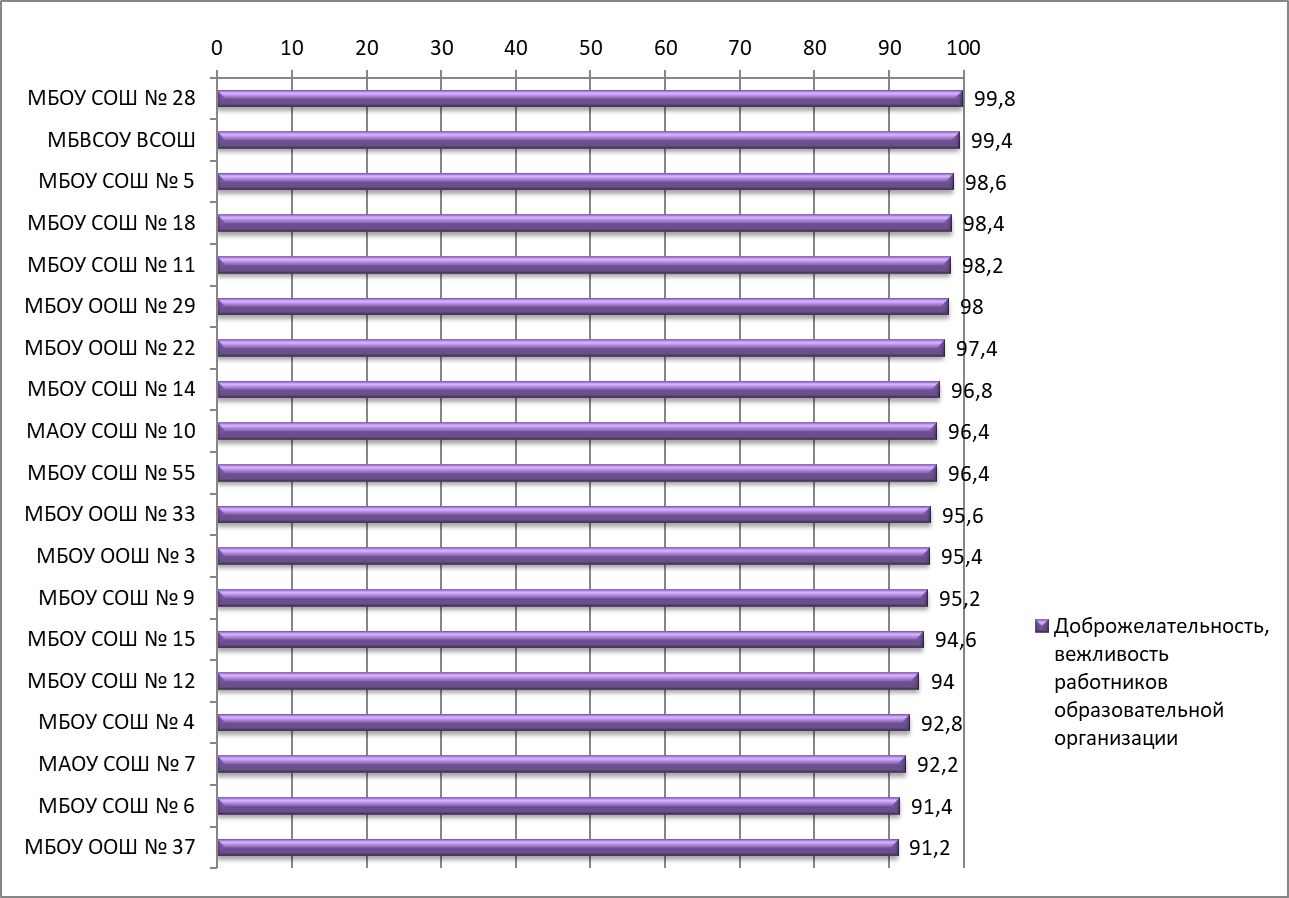 0 10 20 30 40 50 60 70 80 90 100
МБОУ СОШ № 28 99,8
МБВСОУ ВСОШ 99,4
МБОУ СОШ № 5 98,6
МБОУ СОШ № 18 98,4
МБОУ СОШ № 11 98,2
МБОУ ООШ № 29 98
МБОУ ООШ № 22 97,4
МБОУ СОШ № 14 96,8
МАОУ СОШ № 10 96,4
МБОУ СОШ № 55 96,4
МБОУ ООШ № 33 95,6
МБОУ ООШ № 3 95,4
МБОУ СОШ № 9 95,2
МБОУ СОШ № 15 94,6
МБОУ СОШ № 12 94
МБОУ СОШ № 4 92,8
МАОУ СОШ № 7 92,2
МБОУ СОШ № 6 91,4
МБОУ ООШ № 37 91,2
Доброжелательность,
вежливость
работников
образовательной
организации